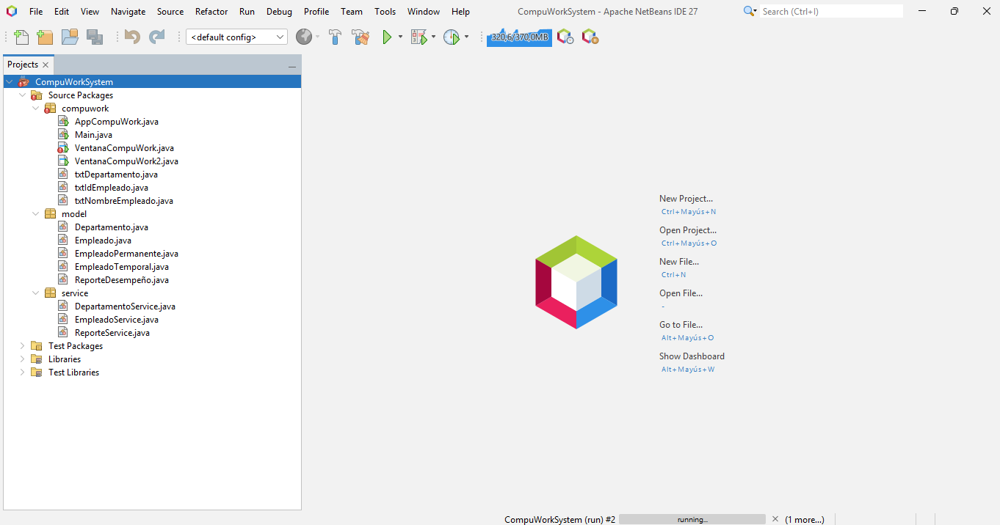 File Edit View Navigate Source Refactor Run Debug Profile Team Tools Window Help CompuWorkSystem - Apache NetBeans IDE 27 Search (Ctrl+I)
<default config> 320,6/370,0MB
Projects
CompuWorkSystem
Source Packages
compuwork
AppCompuWork.java
Main.java
VentanaCompuWork.java
VentanaCompuWork2.java
txtDepartamento.java
txtIdEmpleado.java
txtNombreEmpleado.java
model
Departamento.java
Empleado.java
EmpleadoPermanente.java
EmpleadoTemporal.java
ReporteDesempeño.java
service
DepartamentoService.java
EmpleadoService.java
ReporteService.java
Test Packages
Libraries
Test Libraries
New Project...
Ctrl+Mayús+N
Open Project...
Ctrl+Mayús+O
New File...
Ctrl+N
Open File...
-
Go to File...
Alt+Mayús+O
Show Dashboard
Alt+Mayús+W
CompuWorkSystem (run) #2 running... (1 more...)